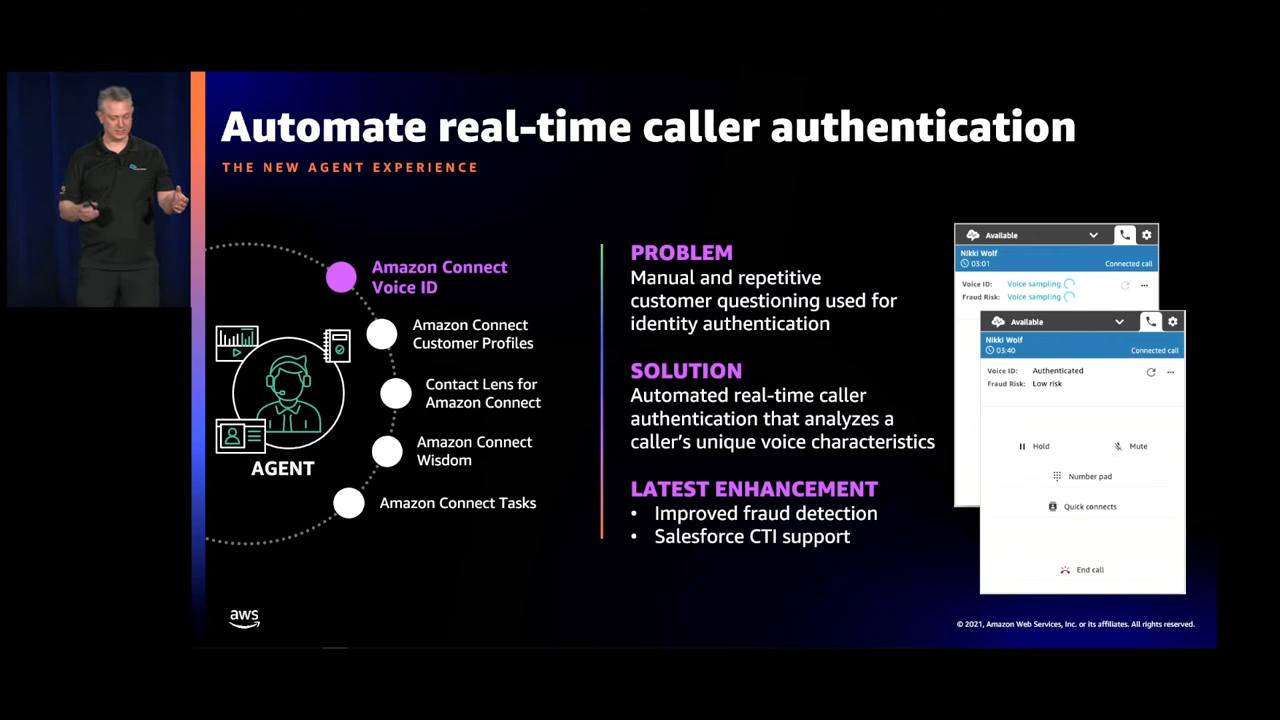 Automate real-time caller authentication
THE NEW AGENT EXPERIENCE
Amazon Connect
Voice ID
Amazon Connect
Customer Profiles
Contact Lens for
Amazon Connect
Amazon Connect
Wisdom
Amazon Connect Tasks
AGENT
PROBLEM
Manual and repetitive
customer questioning used for
identity authentication
SOLUTION
Automated real-time caller
authentication that analyzes a
caller's unique voice characteristics
LATEST ENHANCEMENT
• Improved fraud detection
• Salesforce CTI support
Available
Nikki Wolf
03:01 Connected call
Voice ID: Voice sampling
Fraud Risk: Voice sampling
Available
Nikki Wolf
03:40 Connected call
Voice ID: Authenticated
Fraud Risk: Low risk
Hold Mute
Number pad
Quick connects
End call
aws
© 2021, Amazon Web Services, Inc. or its affiliates. All rights reserved.